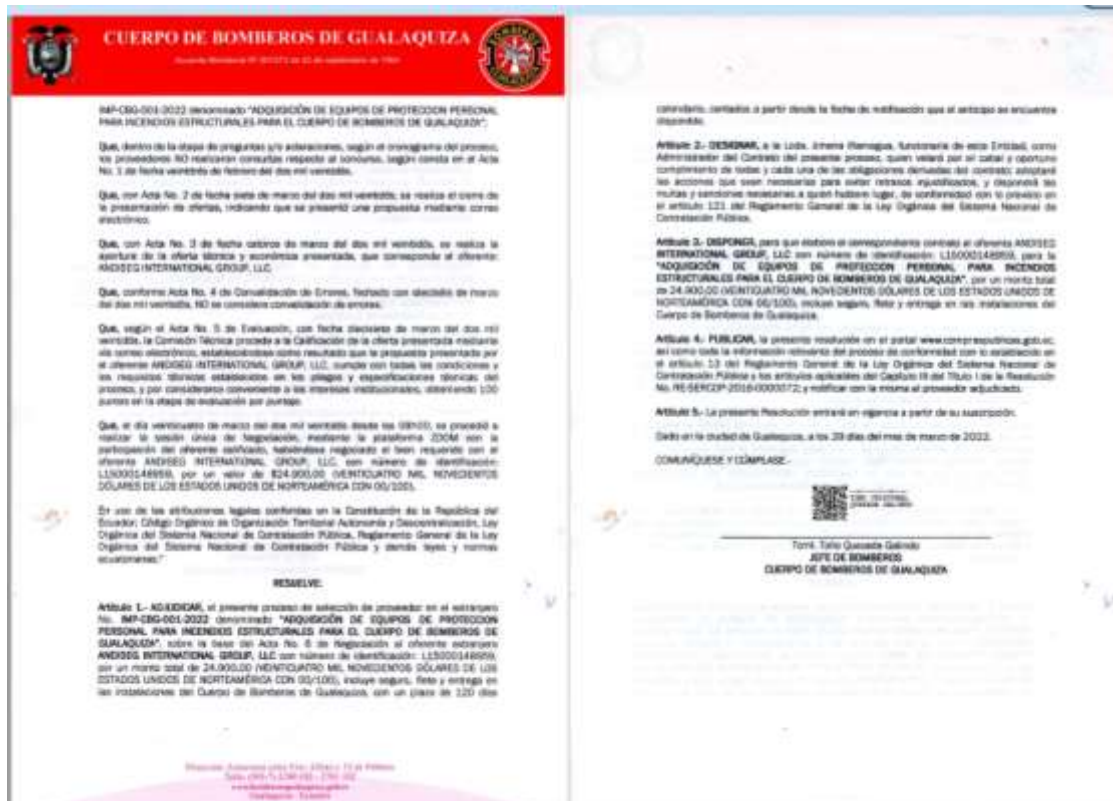 CUERPO DE BOMBEROS DE GUALAQUIZA
IMP-CBG-001-2022 denominado "ADQUISICIÓN DE EQUIPOS DE PROTECCION PERSONAL
PARA INCENDIOS ESTRUCTURALES PARA EL CUERPO DE BOMBEROS DE GUALAQUIZA";
Que, dentro de la etapa de preguntas y/o aclaraciones, según el cronograma del proceso,
los proveedores NO realizaron consultas respecto al concurso, según consta en el Acta
No. 1 de fecha veintitrés de febrero del dos mil veintidós.
Que, con Acta No. 2 de fecha siete de marzo del dos mil veintidós, se realiza el cierre de
la presentación de ofertas, indicando que se presentó una propuesta mediante correo
electrónico.
Que, con Acta No. 3 de fecha catorce de marzo del dos mil veintidós, se realiza la
apertura de la oferta técnica y económica presentada, que corresponde al oferente:
ANDISEG INTERNATIONAL GROUP, LLC.
Que, conforme Acta No. 4 de Convalidación de Errores, fechado con dieciséis de marzo
del dos mil veintidós, NO se considera convalidación de errores.
Que, según el Acta No. 5 de Evaluación, con fecha diecisiete de marzo del dos mil
veintidós, la Comisión Técnica procede a la Calificación de la oferta presentada mediante
vía correo electrónico, estableciéndose como resultado que la propuesta presentada por
el oferente ANDISEG INTERNATIONAL GROUP, LLC, cumple con todas las condiciones y
los requisitos técnicos establecidos en los pliegos y especificaciones técnicas del
proceso, y por considerarse conveniente a los intereses institucionales, obteniendo 100
puntos en la etapa de evaluación por puntaje.
Que, el día veinticuatro de marzo del dos mil veintidós desde las 09H00, se procedió a
realizar la sesión única de Negociación, mediante la plataforma ZOOM con la
participación del oferente calificado, habiéndose negociado el bien requerido con el
oferente ANDISEG INTERNATIONAL GROUP, LLC, con número de identificación:
L15000148959, por un valor de $24.900,00 (VEINTICUATRO MIL, NOVECIENTOS
DÓLARES DE LOS ESTADOS UNIDOS DE NORTEAMÉRICA CON 00/100).
En uso de las atribuciones legales conferidas en la Constitución de la República del
Ecuador; Código Orgánico de Organización Territorial Autonomía y Descentralización, Ley
Orgánica del Sistema Nacional de Contratación Pública, Reglamento General de la Ley
Orgánica del Sistema Nacional de Contratación Pública y demás leyes y normas
ecuatorianas:"
RESUELVE:
Artículo 1.- ADJUDICAR, el presente proceso de selección de proveedor en el extranjero
No. IMP-CBG-001-2022 denominado "ADQUISICIÓN DE EQUIPOS DE PROTECCION
PERSONAL PARA INCENDIOS ESTRUCTURALES PARA EL CUERPO DE BOMBEROS DE
GUALAQUIZA", sobre la base del Acta No. 6 de Negociación al oferente extranjero
ANDISEG INTERNATIONAL GROUP, LLC con número de identificación: L15000148959,
por un monto total de 24.900,00 (VEINTICUATRO MIL, NOVECIENTOS DÓLARES DE LOS
ESTADOS UNIDOS DE NORTEAMÉRICA CON 00/100), incluye seguro, flete y entrega en
las instalaciones del Cuerpo de Bomberos de Gualaquiza, con un plazo de 120 días
calendario, contados a partir desde la fecha de notificación que el anticipo se encuentre
disponible.
Artículo 2.- DESIGNAR, a la Lcda. Jimena funcionaria de esta Entidad, como
Administrador del Contrato del presente proceso, quien velará por el cabal y oportuno
cumplimiento de todas y cada una de las obligaciones derivadas del contrato; adoptará
las acciones que sean necesarias para evitar retrasos injustificados, y dispondrá las
multas y sanciones necesarias a quien hubiere lugar, de conformidad con lo previsto en
el artículo 121 del Reglamento General de la Ley Orgánica del Sistema Nacional de
Contratación Pública.
Artículo 3.- DISPONER, para que elabore el correspondiente contrato al oferente ANDISEG
INTERNATIONAL GROUP, LLC con número de identificación: L15000148959, para la
"ADQUISICIÓN DE EQUIPOS DE PROTECCION PERSONAL PARA INCENDIOS
ESTRUCTURALES PARA EL CUERPO DE BOMBEROS DE GUALAQUIZA", por un monto total
de 24.900,00 (VEINTICUATRO MIL, NOVECIENTOS DÓLARES DE LOS ESTADOS UNIDOS DE
NORTEAMÉRICA CON 00/100), incluye seguro, flete y entrega en las instalaciones del
Cuerpo de Bomberos de Gualaquiza.
Artículo 4.- PUBLICAR, la presente resolución en el portal www.compraspublicas.gob.ec,
así como toda la información relevante del proceso de conformidad con lo establecido en
el artículo 13 del Reglamento General de la Ley Orgánica del Sistema Nacional de
Contratación Pública y los artículos aplicables del Capítulo III del Título I de la Resolución
No. RE-SERCOP-2016-0000072; y notificar con la misma al proveedor adjudicado.
Artículo 5.- La presente Resolución entrará en vigencia a partir de su suscripción.
Dado en la ciudad de Gualaquiza, a los 28 días del mes de marzo de 2022.
COMUNÍQUESE Y CÚMPLASE.-
Tcrnl. Tulio Quezada Galindo
JEFE DE BOMBEROS
CUERPO DE BOMBEROS DE GUALAQUIZA